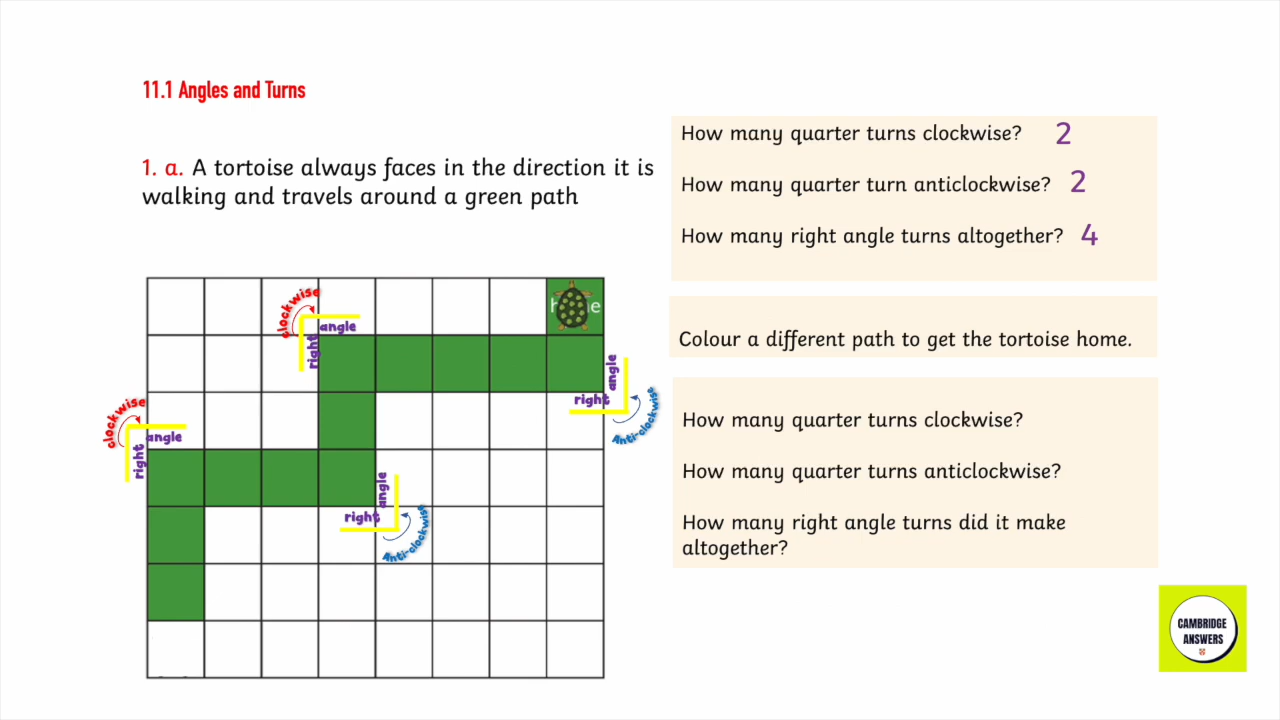 11.1 Angles and Turns
1. a. A tortoise always faces in the direction it is
walking and travels around a green path
How many quarter turns clockwise? 2
How many quarter turn anticlockwise? 2
How many right angle turns altogether? 4
Colour a different path to get the tortoise home.
How many quarter turns clockwise?
How many quarter turns anticlockwise?
How many right angle turns did it make
altogether?
clockwise
right angle
right angle
Anti-clockwise
clockwise
right angle
right angle
Anti-clockwise
CAMBRIDGE
ANSWERS